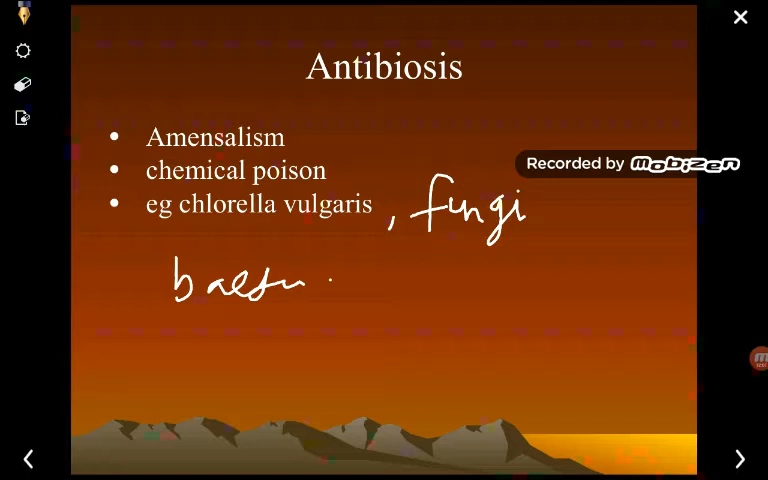 Antibiosis
• Amensalism
• chemical poison
Recorded by mobizen
• eg chlorella vulgaris , fungi